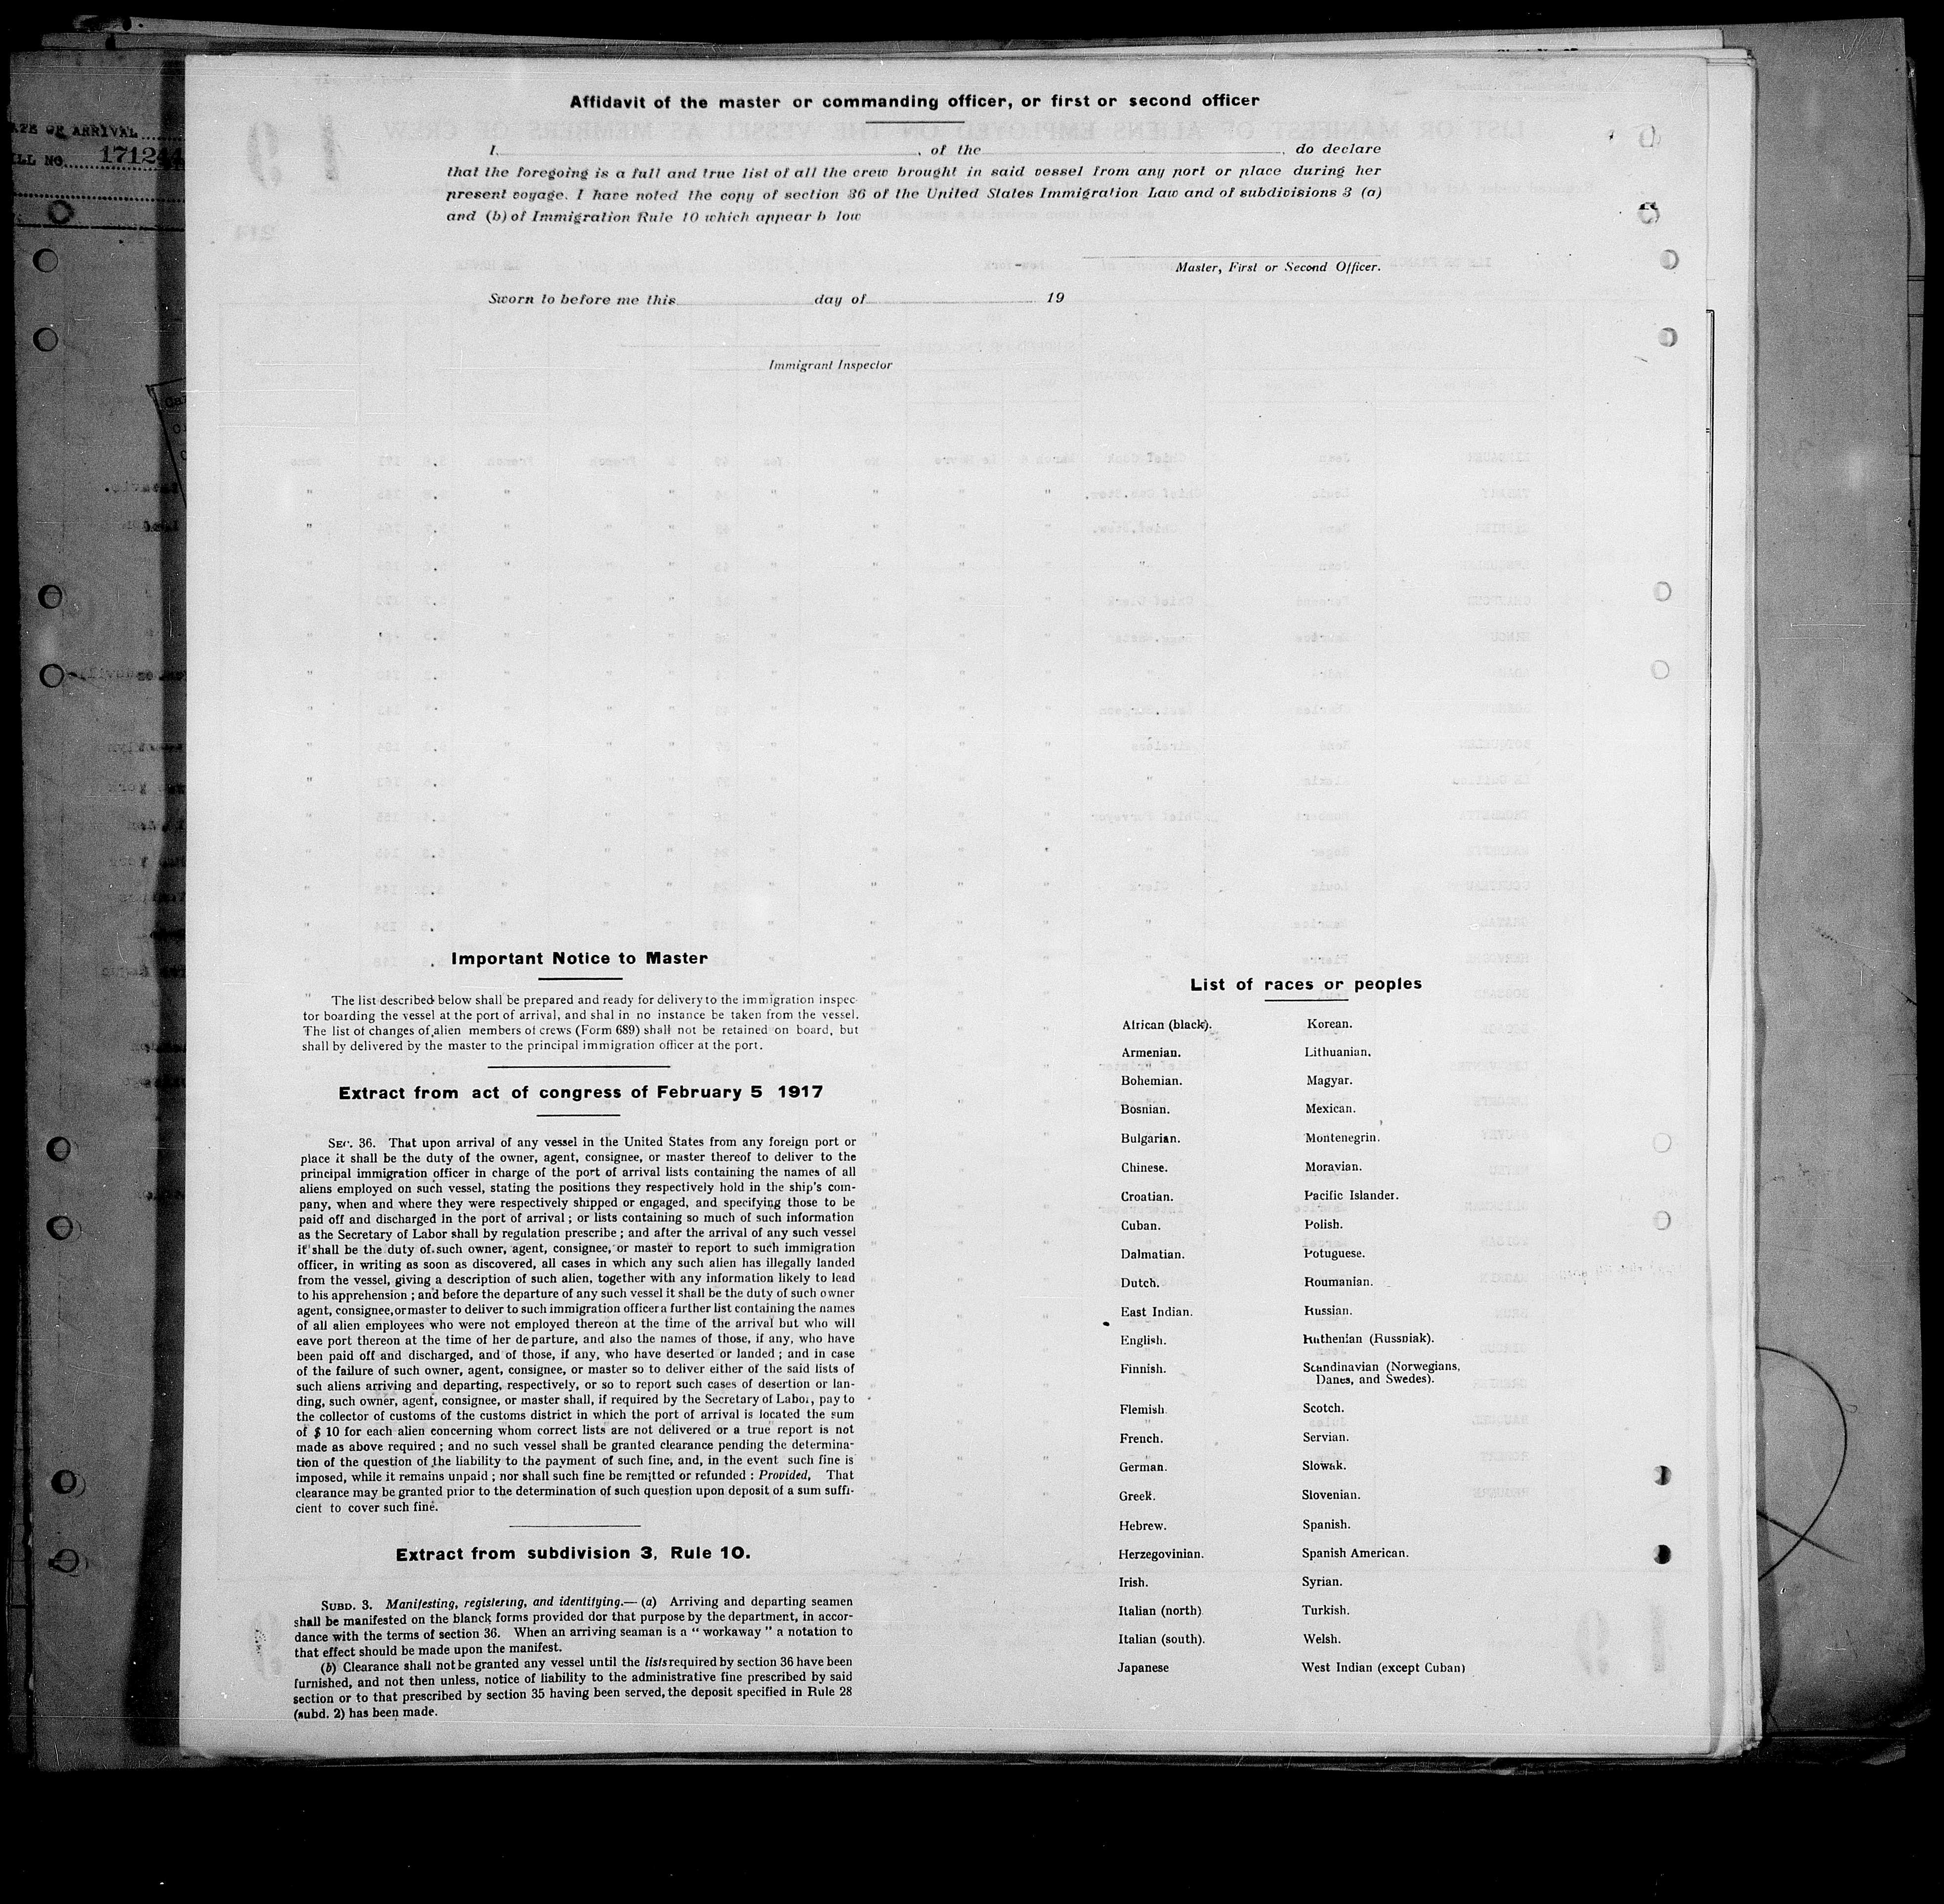 Affidavit of the master or commanding officer, or first or second officer
I, of the , do declare
that the foregoing is a full and true list of all the crew brought in said vessel from any port or place during her
present voyage. I have noted the copy of section 36 of the United States Immigration Law and of subdivisions 3 (a)
and (b) of Immigration Rule 10 which appear b low
Master, First or Second Officer.
Sworn to before me this day of 19
Immigrant Inspector
Important Notice to Master
The list described below shall be prepared and ready for delivery to the immigration inspec-
tor boarding the vessel at the port of arrival, and shal in no instance be taken from the vessel.
The list of changes of alien members of crews (Form 689) shall not be retained on board, but
shall by delivered by the master to the principal immigration officer at the port.
Extract from act of congress of February 5 1917
SEC. 36. That upon arrival of any vessel in the United States from any foreign port or
place it shall be the duty of the owner, agent, consignee, or master thereof to deliver to the
principal immigration officer in charge of the port of arrival lists containing the names of all
aliens employed on such vessel, stating the positions they respectively hold in the ship's com-
pany, when and where they were respectively shipped or engaged, and specifying those to be
paid off and discharged in the port of arrival ; or lists containing so much of such information
as the Secretary of Labor shall by regulation prescribe ; and after the arrival of any such vessel
it shall be the duty of such owner, agent, consignee, or master to report to such immigration
officer, in writing as soon as discovered, all cases in which any such alien has illegally landed
from the vessel, giving a description of such alien, together with any information likely to lead
to his apprehension ; and before the departure of any such vessel it shall be the duty of such owner
agent, consignee, or master to deliver to such immigration officer a further list containing the names
of all alien employees who were not employed thereon at the time of the arrival but who will
eave port thereon at the time of her departure, and also the names of those, if any, who have
been paid off and discharged, and of those, if any, who have deserted or landed ; and in case
of the failure of such owner, agent, consignee, or master so to deliver either of the said lists of
such aliens arriving and departing, respectively, or so to report such cases of desertion or lan-
ding, such owner, agent, consignee, or master shall, if required by the Secretary of Labor, pay to
the collector of customs of the customs district in which the port of arrival is located the sum
of $ 10 for each alien concerning whom correct lists are not delivered or a true report is not
made as above required ; and no such vessel shall be granted clearance pending the determina-
tion of the question of the liability to the payment of such fine, and, in the event such fine is
imposed, while it remains unpaid ; nor shall such fine be remitted or refunded : Provided, That
clearance may be granted prior to the determination of such question upon deposit of a sum suffi-
cient to cover such fine.
Extract from subdivision 3, Rule 10.
SUBD. 3. Manifesting, registering, and identifying.— (a) Arriving and departing seamen
shall be manifested on the blanck forms provided dor that purpose by the department, in accor-
dance with the terms of section 36. When an arriving seaman is a “ workaway ” a notation to
that effect should be made upon the manifest.
(b) Clearance shall not be granted any vessel until the lists required by section 36 have been
furnished, and not then unless, notice of liability to the administrative fine prescribed by said
section or to that prescribed by section 35 having been served, the deposit specified in Rule 28
(subd. 2) has been made.
List of races or peoples
African (black).
Armenian.
Bohemian.
Bosnian.
Bulgarian.
Chinese.
Croatian.
Cuban.
Dalmatian.
Dutch.
East Indian.
English.
Finnish.
Flemish
French.
German.
Greek.
Hebrew.
Herzegovinian.
Irish.
Italian (north)
Italian (south).
Japanese
Korean.
Lithuanian.
Magyar.
Mexican.
Montenegrin.
Moravian.
Pacific Islander.
Polish.
Potuguese.
Roumanian.
Russian.
Ruthenian (Russniak).
Scandinavian (Norwegians,
Danes, and Swedes).
Scotch.
Servian.
Slowak.
Slovenian.
Spanish.
Spanish American.
Syrian.
Turkish.
Welsh.
West Indian (except Cuban)